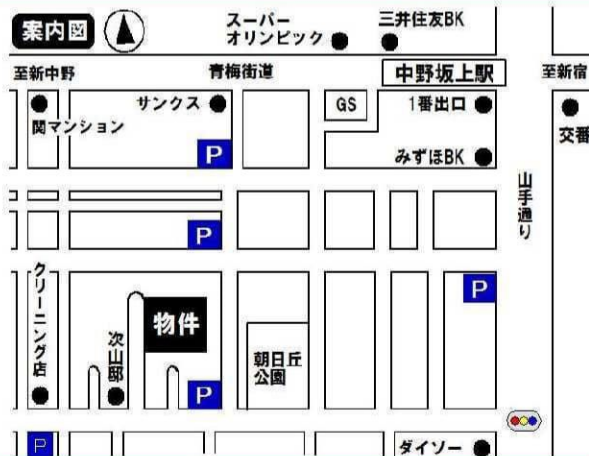 案内図
スーパー
オリンピック
三井住友BK
至新中野
青梅街道
中野坂上駅
至新宿
関マンション
サンクス
GS
1番出口
交番
P
みずほBK
山手通り
P
クリーニング店
次山邸
物件
朝日丘
公園
P
P
P
ダイソー